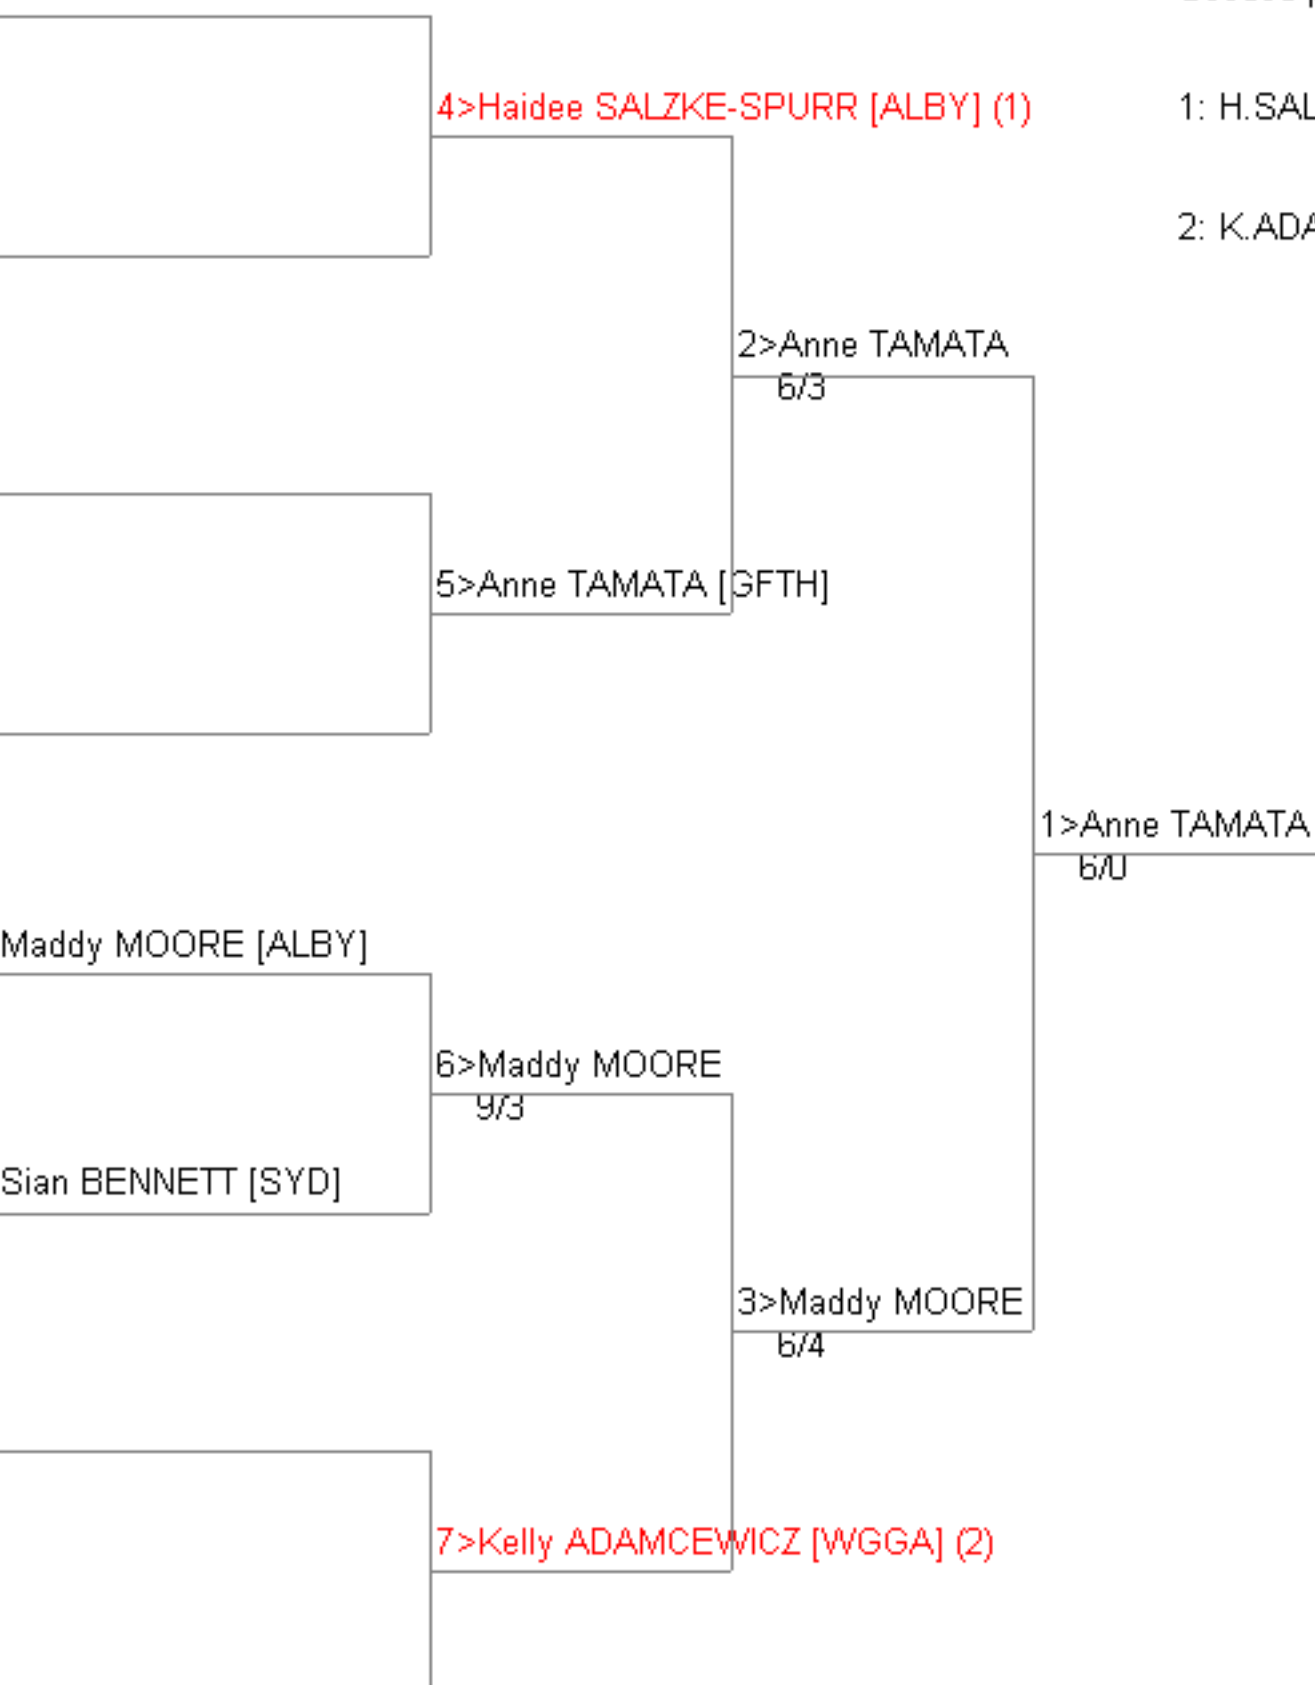 4>Haidee SALZKE-SPURR [ALBY] (1)
1: H.SAL
2: K.ADA
2>Anne TAMATA
6/3
5>Anne TAMATA [GFTH]
1>Anne TAMATA
6/0
Maddy MOORE [ALBY]
6>Maddy MOORE
9/3
Sian BENNETT [SYD]
3>Maddy MOORE
6/4
7>Kelly ADAMCEWICZ [WGGA] (2)